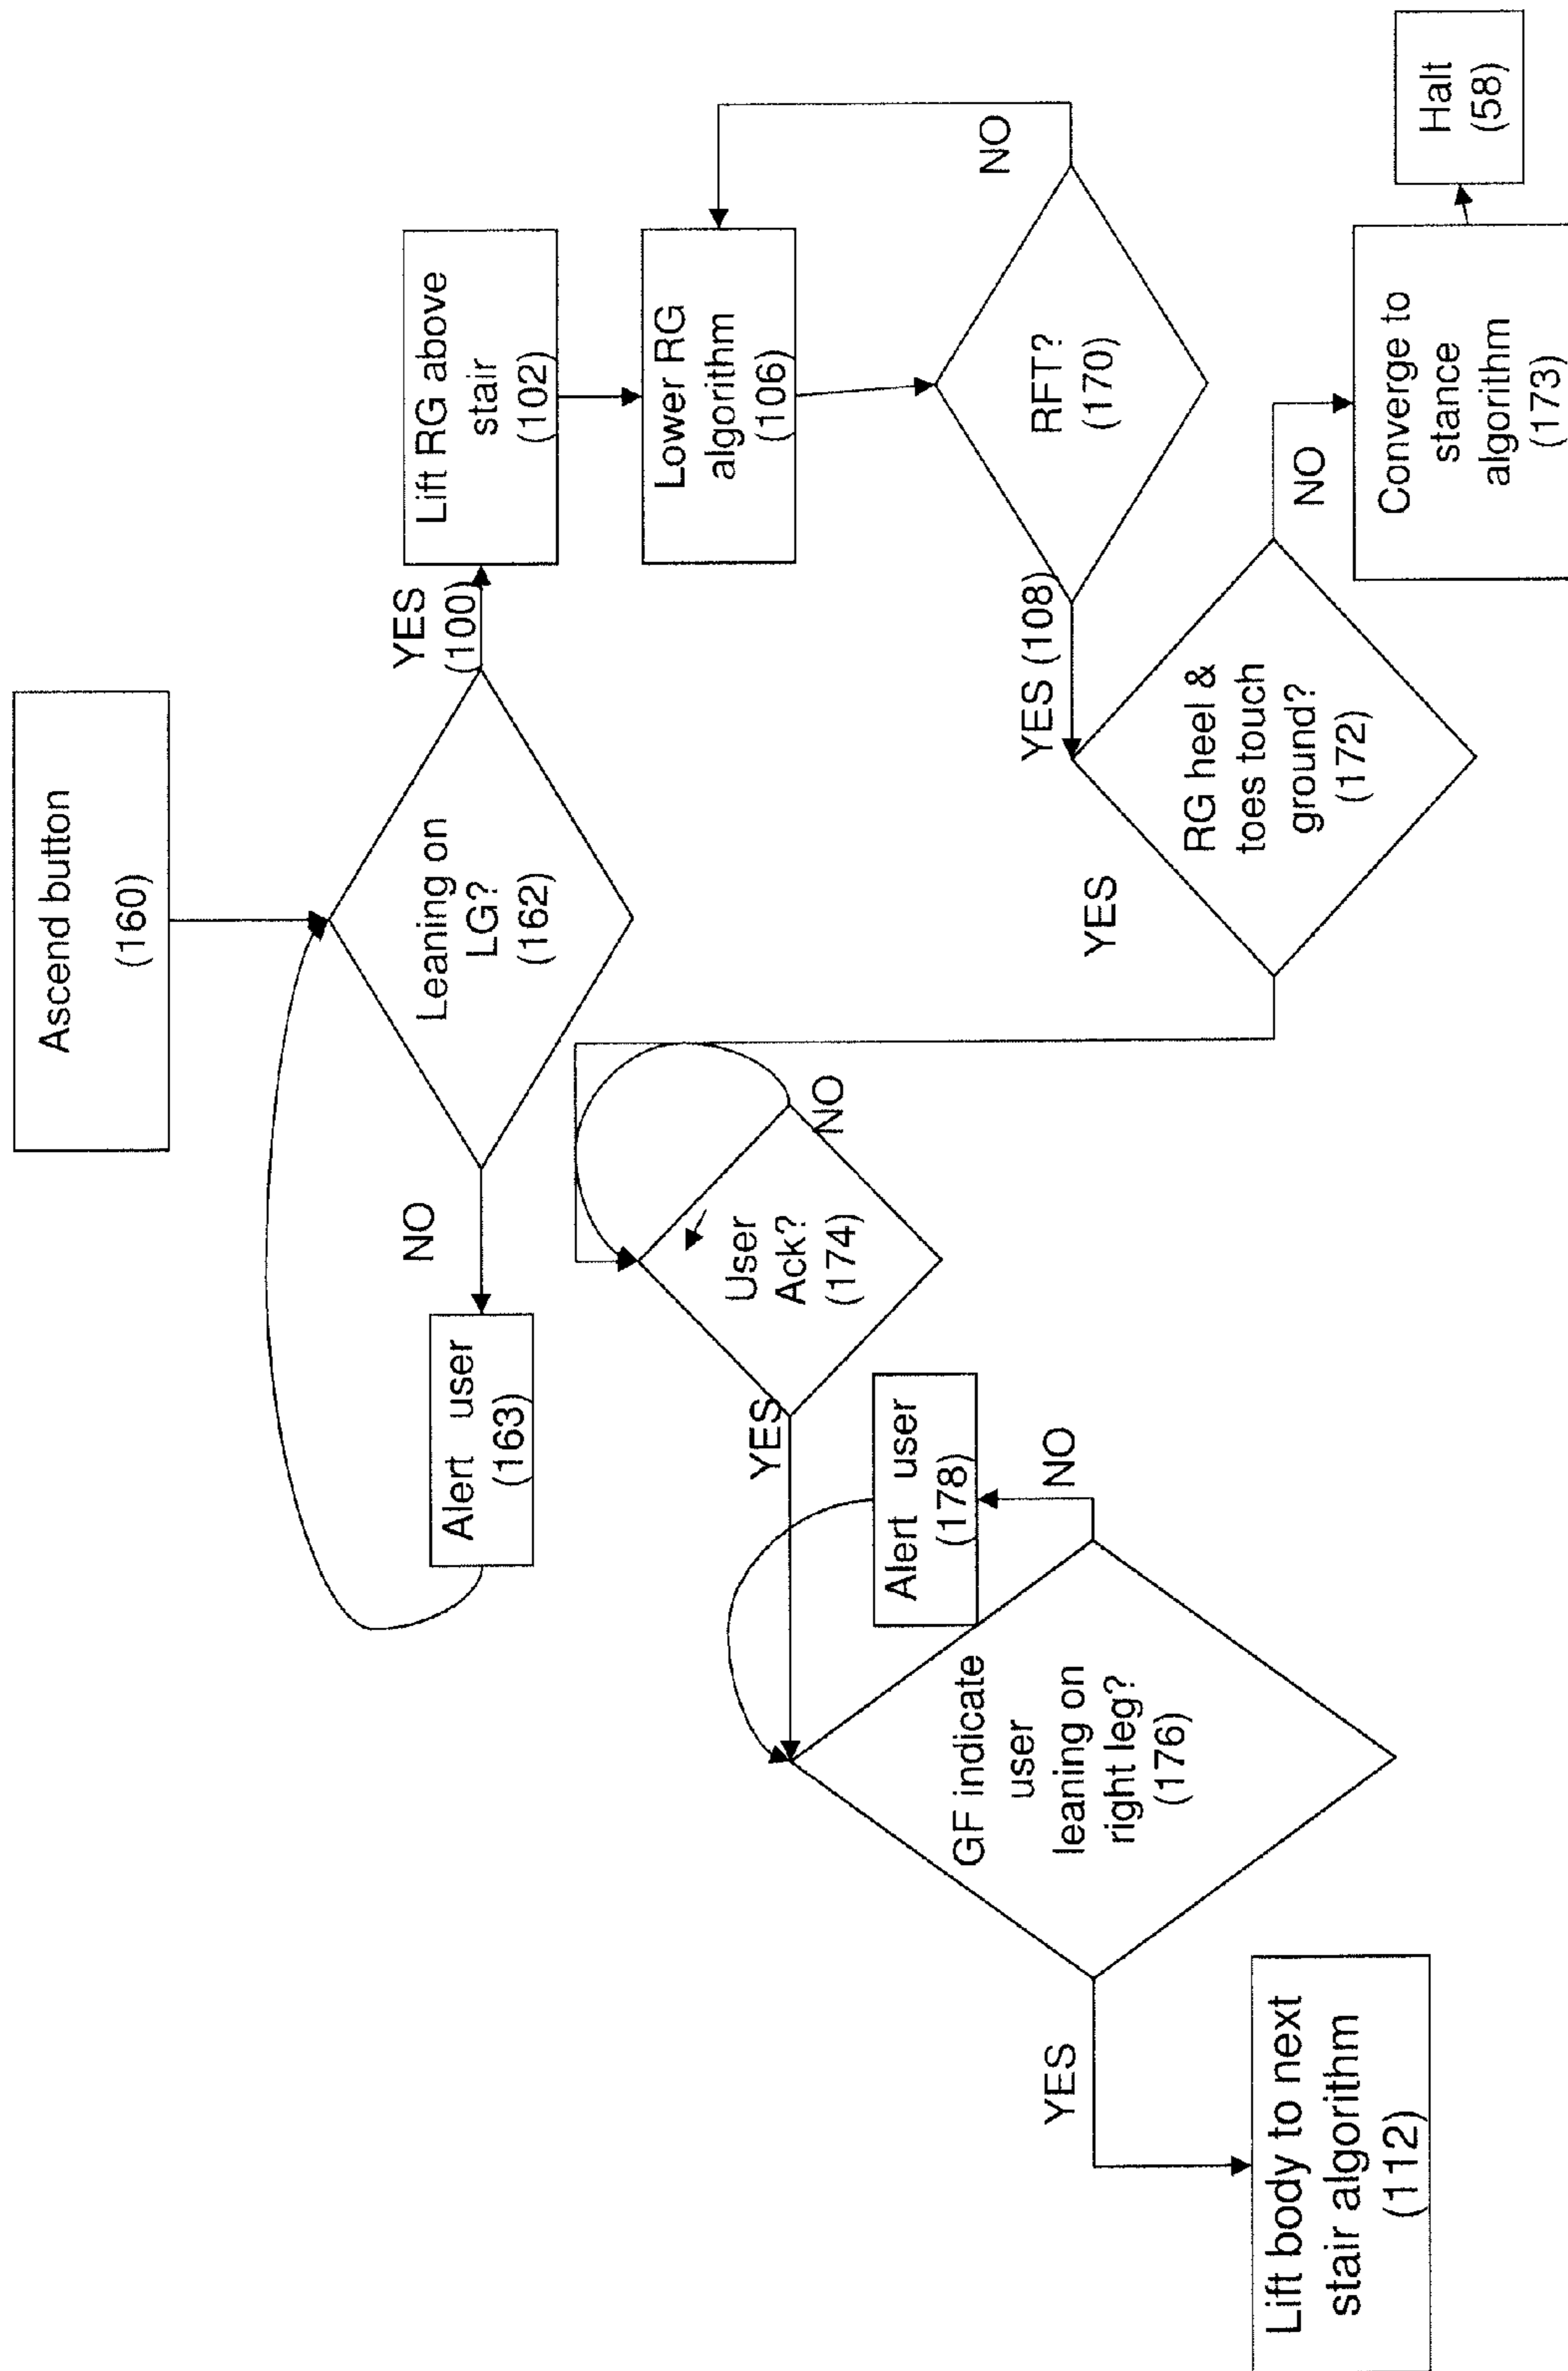 Ascend button
(160)
Leaning on
LG?
(162)
YES
(100)
NO
Alert user
(163)
Lift RG above
stair
(102)
Lower RG
algorithm
(106)
RFT?
(170)
NO
YES (108)
RG heel &
toes touch
ground?
(172)
NO
Converge to
stance
algorithm
(173)
Halt
(58)
YES
User
Ack?
(174)
NO
YES
GF indicate
user
leaning on
right leg?
(176)
NO
Alert user
(178)
YES
Lift body to next
stair algorithm
(112)